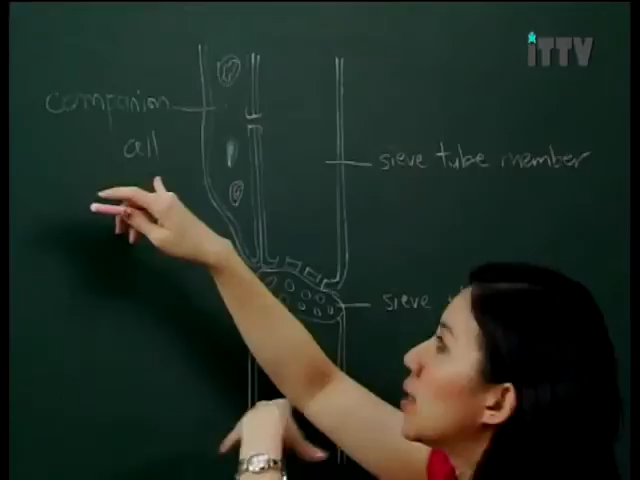 iTTV
companion
cell
sieve tube member
sieve